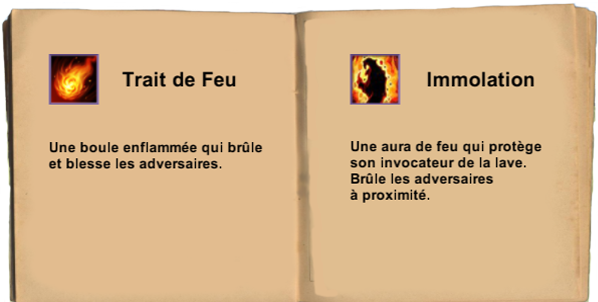 Trait de Feu
Une boule enflammée qui brûle
et blesse les adversaires.
Immolation
Une aura de feu qui protège
son invocateur de la lave.
Brûle les adversaires
à proximité.